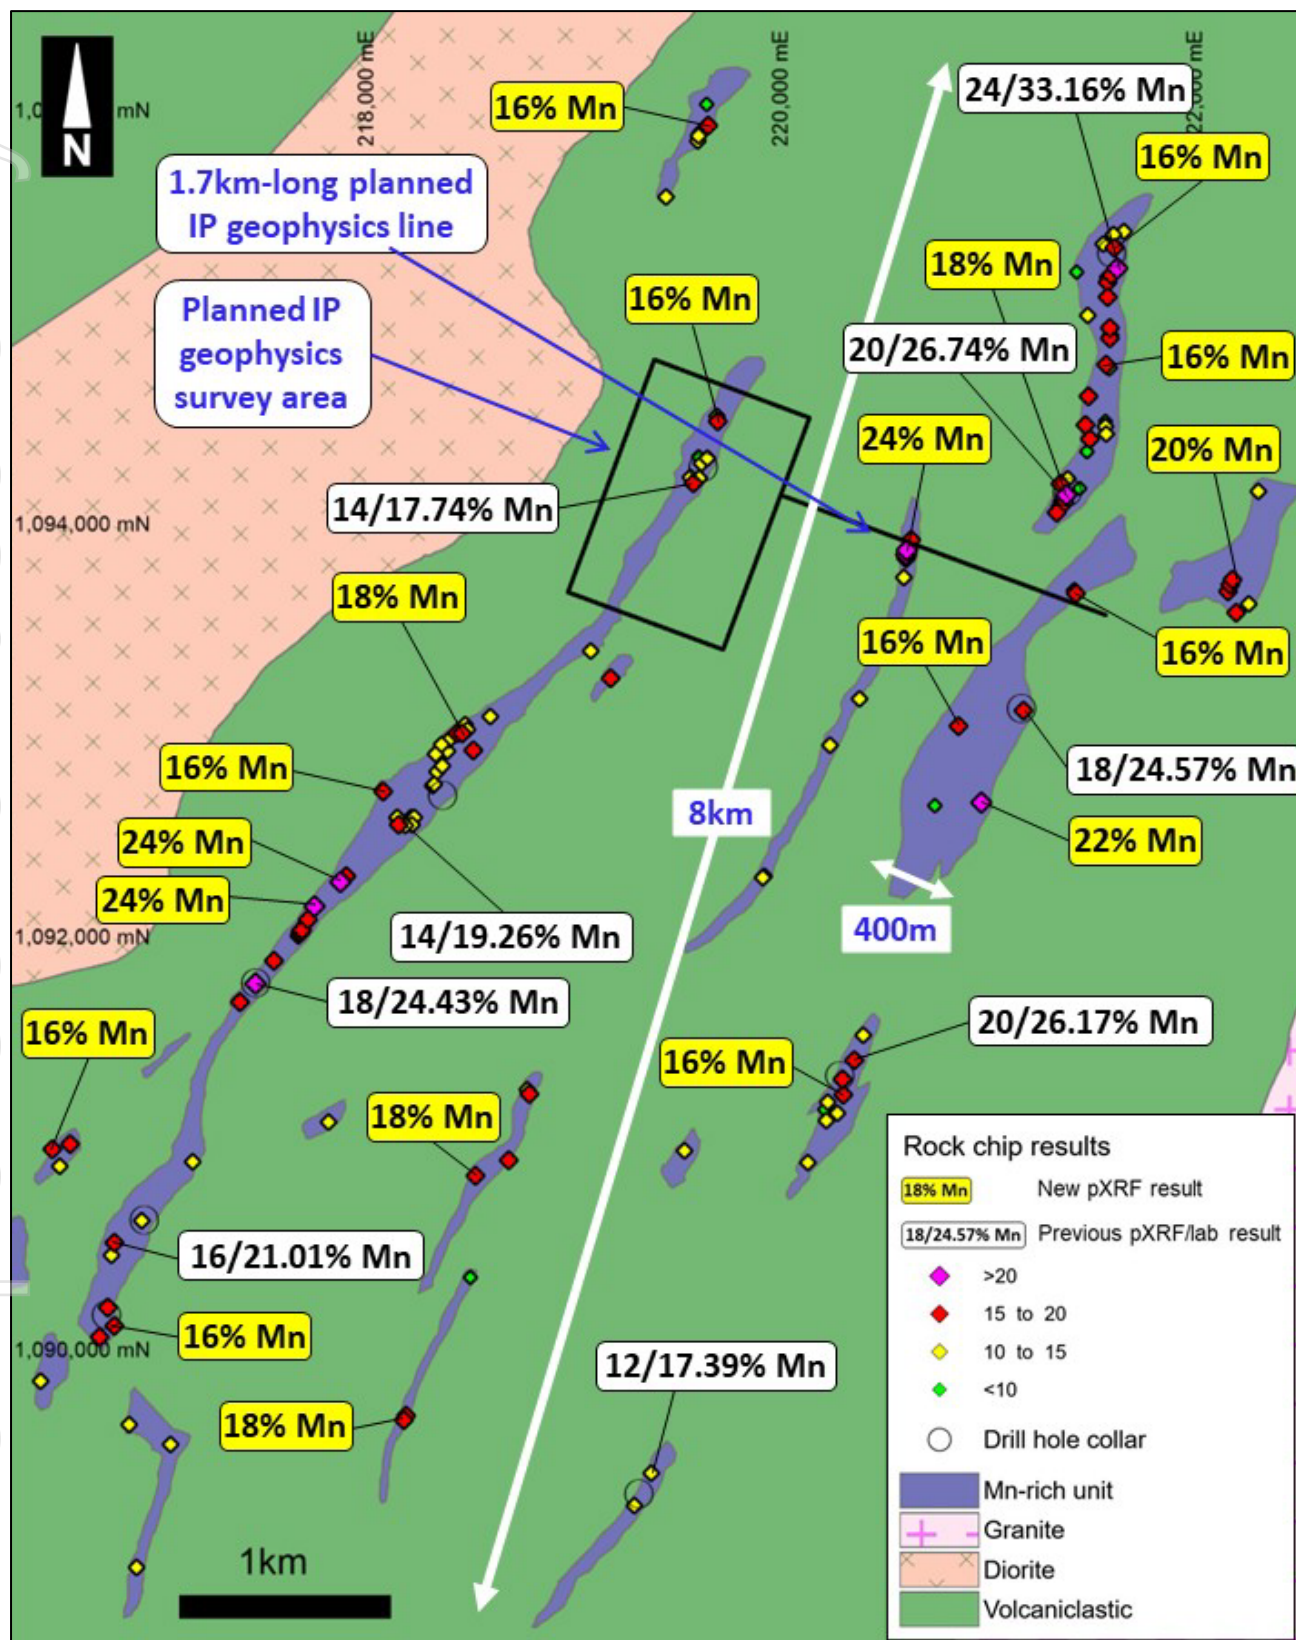 218,000 mE
220,000 mE
22,000 mE
1,0
mN
N
24/33.16% Mn
16% Mn
16% Mn
1.7km-long planned
IP geophysics line
18% Mn
16% Mn
Planned IP
geophysics
survey area
20/26.74% Mn
16% Mn
24% Mn
20% Mn
14/17.74% Mn
1,094,000 mN
18% Mn
16% Mn
16% Mn
16% Mn
18/24.57% Mn
8km
24% Mn
22% Mn
24% Mn
400m
14/19.26% Mn
1,092,000 mN
18/24.43% Mn
16% Mn
20/26.17% Mn
16% Mn
18% Mn
16/21.01% Mn
16% Mn
1,090,000 mN
12/17.39% Mn
18% Mn
1km
Rock chip results
18% Mn New pXRF result
18/24.57% Mn Previous pXRF/lab result
>20
15 to 20
10 to 15
<10
Drill hole collar
Mn-rich unit
Granite
Diorite
Volcaniclastic